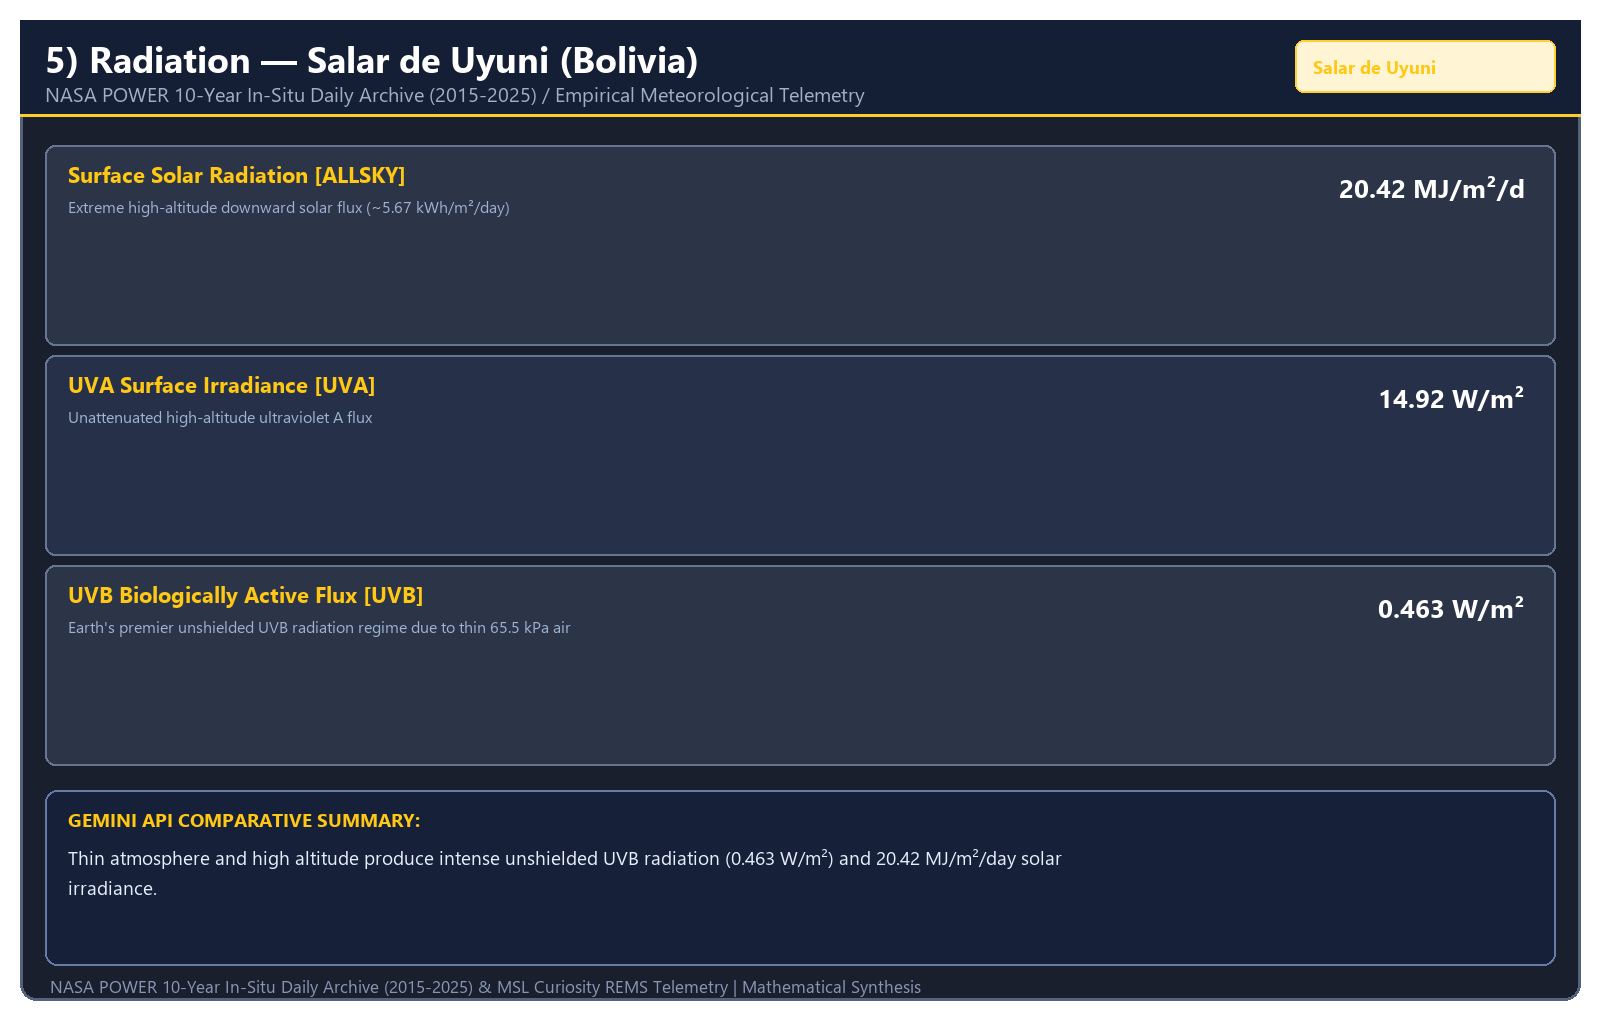 5) Radiation — Salar de Uyuni (Bolivia)
NASA POWER 10-Year In-Situ Daily Archive (2015-2025) / Empirical Meteorological Telemetry
Salar de Uyuni
Surface Solar Radiation [ALLSKY]
Extreme high-altitude downward solar flux (~5.67 kWh/m²/day)
20.42 MJ/m²/d
UVA Surface Irradiance [UVA]
Unattenuated high-altitude ultraviolet A flux
14.92 W/m²
UVB Biologically Active Flux [UVB]
Earth's premier unshielded UVB radiation regime due to thin 65.5 kPa air
0.463 W/m²
GEMINI API COMPARATIVE SUMMARY:
Thin atmosphere and high altitude produce intense unshielded UVB radiation (0.463 W/m²) and 20.42 MJ/m²/day solar
irradiance.
NASA POWER 10-Year In-Situ Daily Archive (2015-2025) & MSL Curiosity REMS Telemetry | Mathematical Synthesis